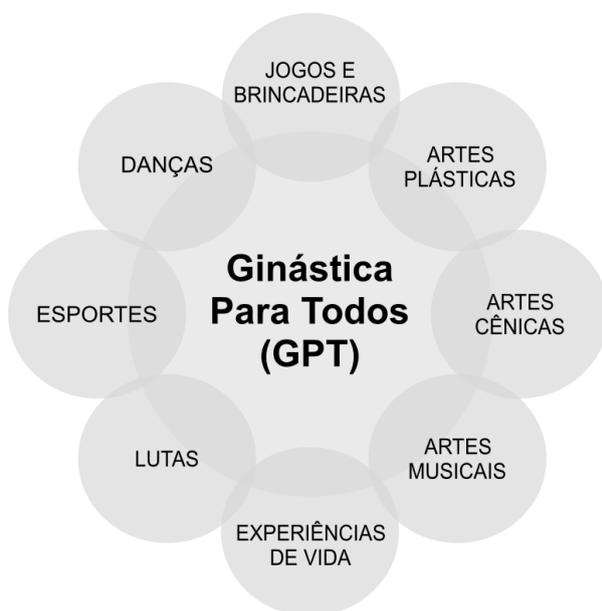 JOGOS E
BRINCADEIRAS
ARTES
PLÁSTICAS
ARTES
CÊNICAS
ARTES
MUSICAIS
EXPERIÊNCIAS
DE VIDA
LUTAS
ESPORTES
DANÇAS
Ginástica
Para Todos
(GPT)